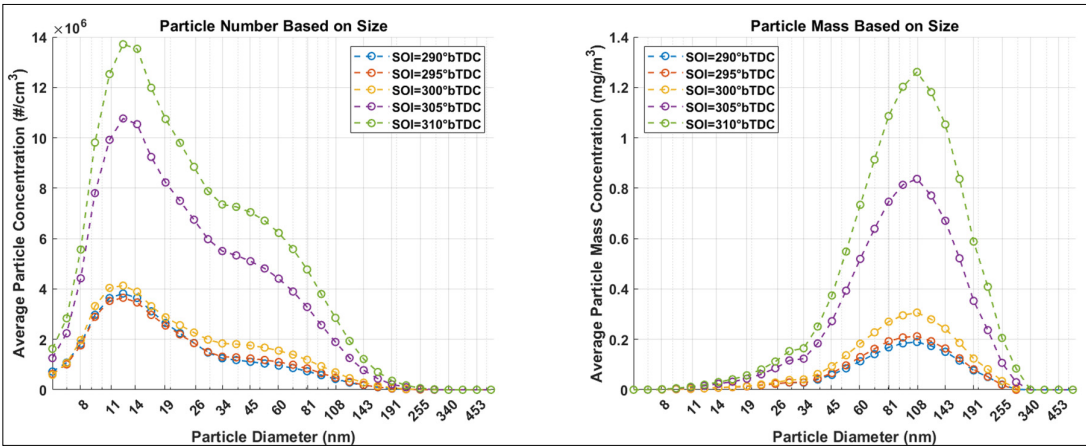 Particle Number Based on Size
×10⁶
14
12
10
8
6
4
2
0
Average Particle Concentration (#/cm³)
SOI=290°bTDC
SOI=295°bTDC
SOI=300°bTDC
SOI=305°bTDC
SOI=310°bTDC
8 11 14 19 26 34 45 60 81 108 143 191 255 340 453
Particle Diameter (nm)
Particle Mass Based on Size
1.4
1.2
1
0.8
0.6
0.4
0.2
0
Average Particle Mass Concentration (mg/m³)
SOI=290°bTDC
SOI=295°bTDC
SOI=300°bTDC
SOI=305°bTDC
SOI=310°bTDC
8 11 14 19 26 34 45 60 81 108 143 191 255 340 453
Particle Diameter (nm)